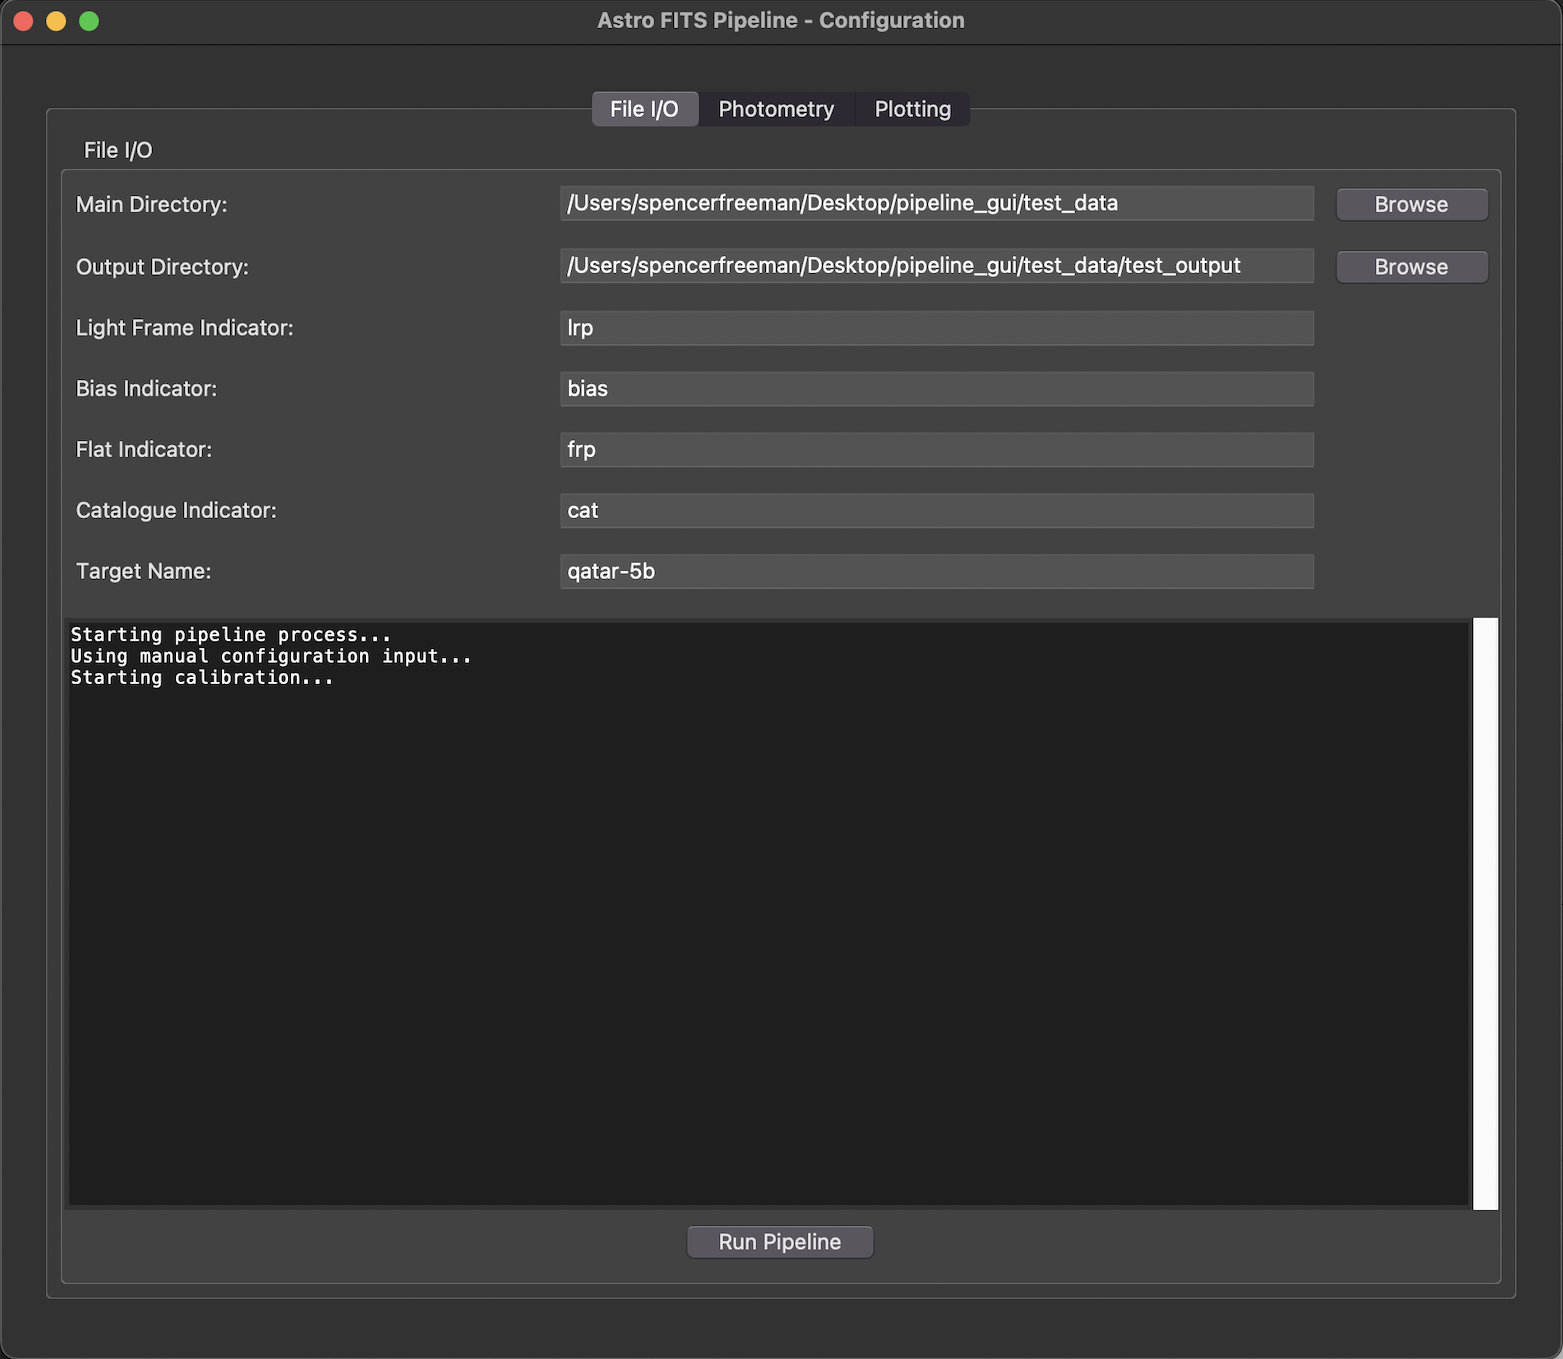 Astro FITS Pipeline - Configuration
File I/O Photometry Plotting
File I/O
Main Directory: /Users/spencerfreeman/Desktop/pipeline_gui/test_data Browse
Output Directory: /Users/spencerfreeman/Desktop/pipeline_gui/test_data/test_output Browse
Light Frame Indicator: lrp
Bias Indicator: bias
Flat Indicator: frp
Catalogue Indicator: cat
Target Name: qatar-5b
Starting pipeline process...
Using manual configuration input...
Starting calibration...
Run Pipeline